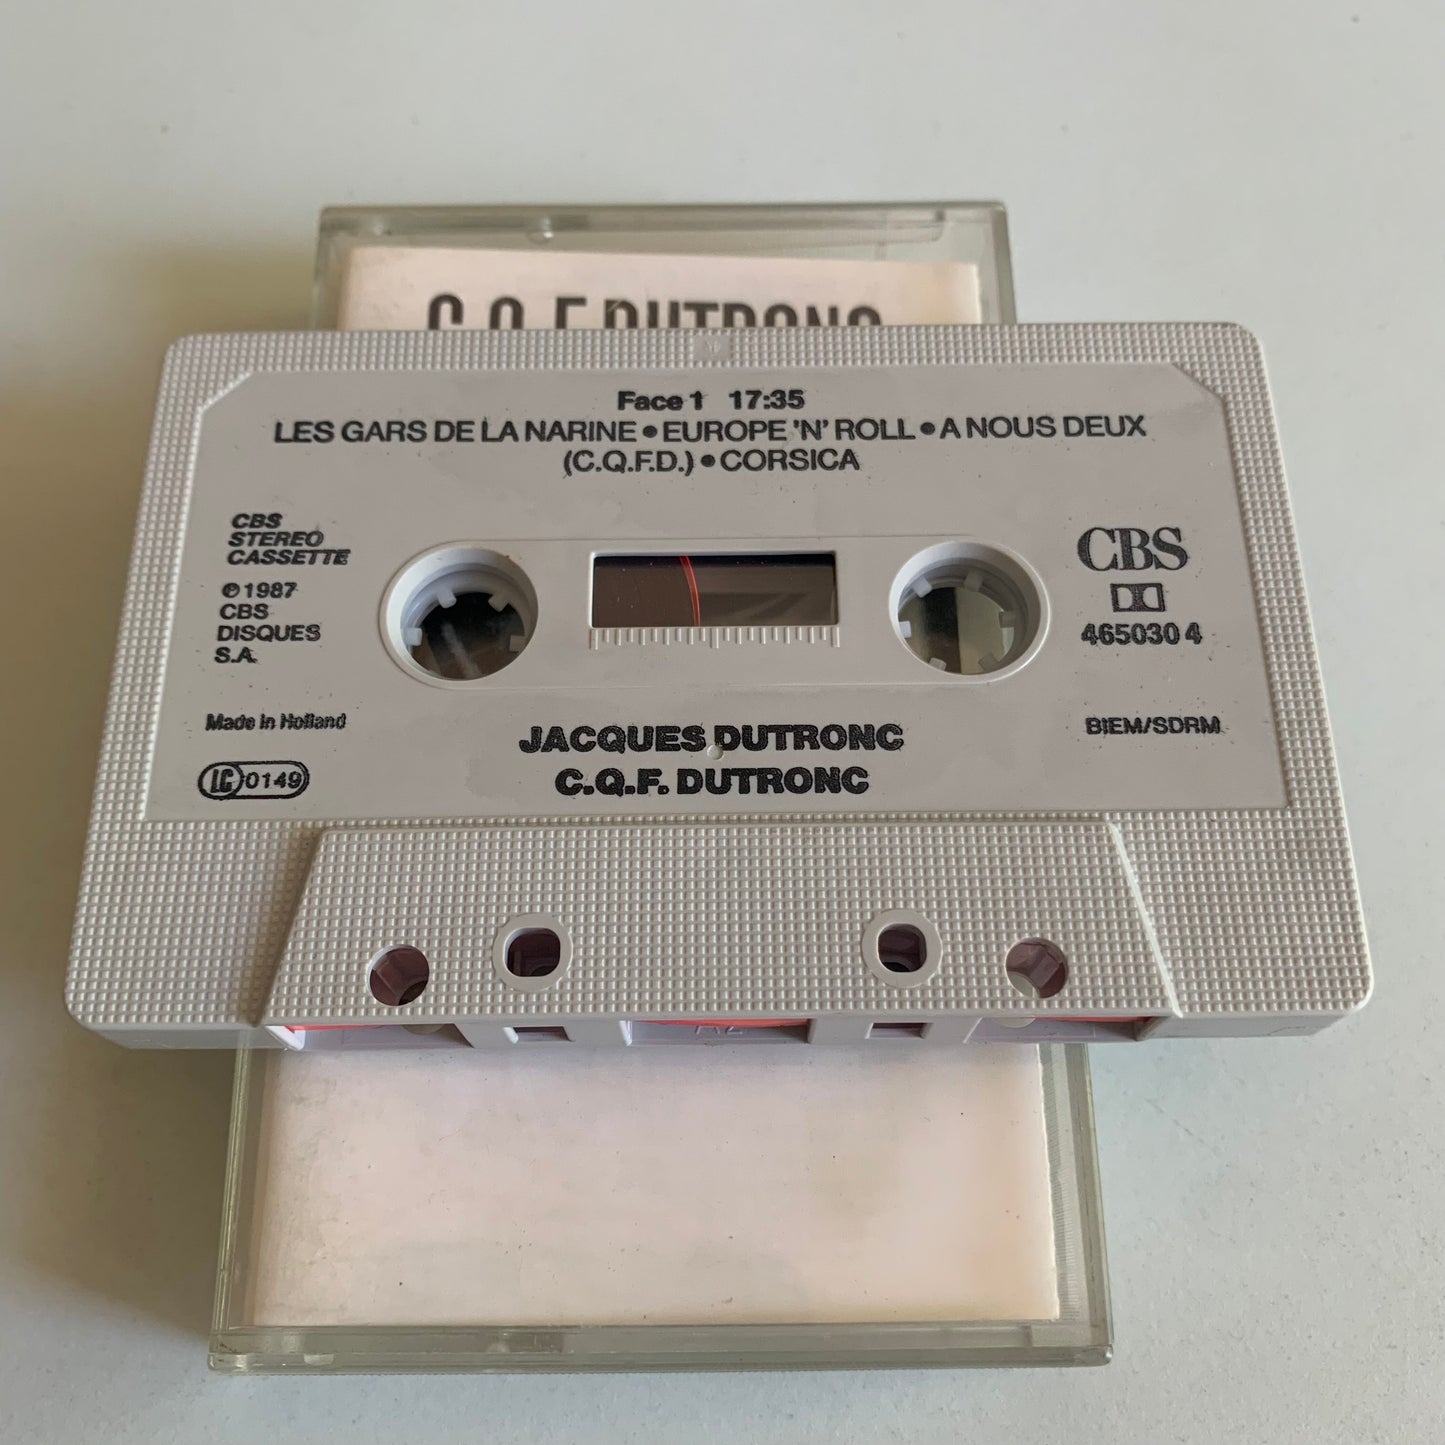 C.Q.F.DUTRONC
Face 1 17:35
LES GARS DE LA NARINE • EUROPE 'N' ROLL • A NOUS DEUX
(C.Q.F.D.) • CORSICA
CBS
STEREO
CASSETTE
℗ 1987
CBS
DISQUES
S.A.
Made in Holland
LC 0149
CBS
465030 4
BIEM/SDRM
JACQUES DUTRONC
C.Q.F. DUTRONC